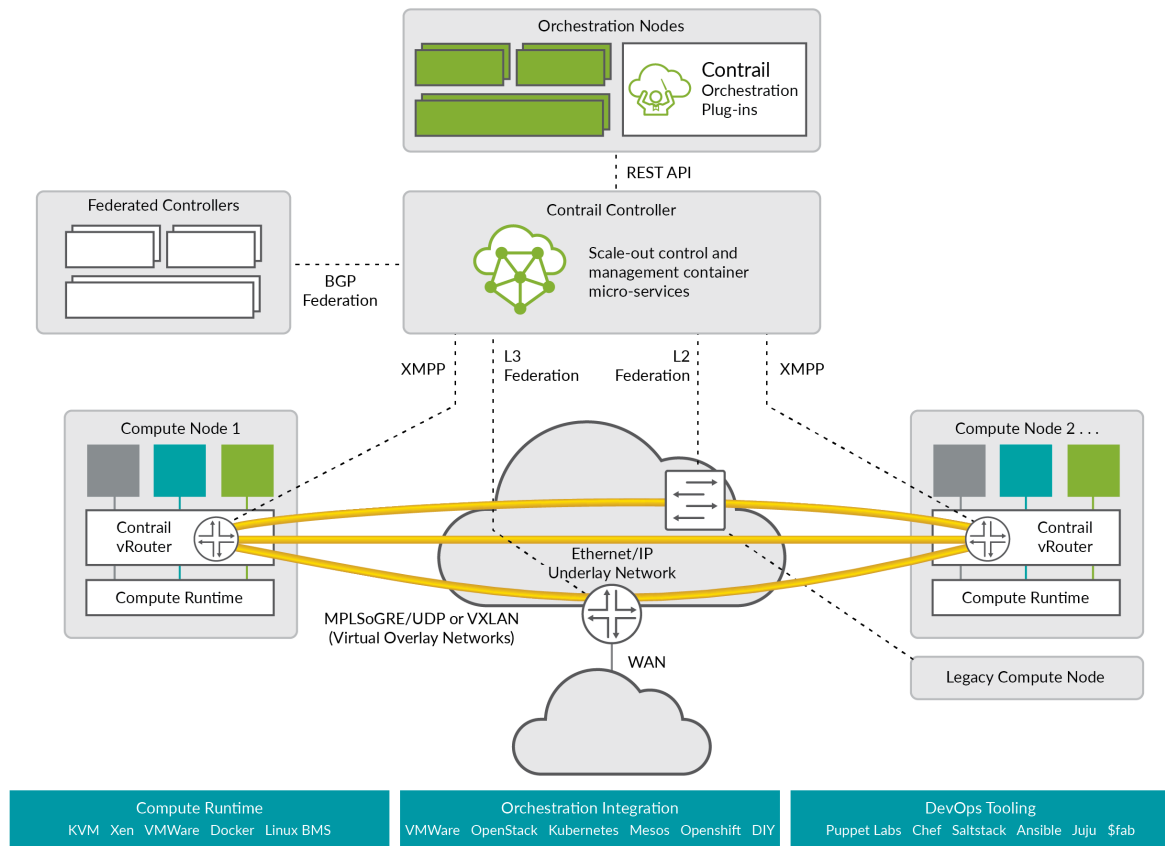 Orchestration Nodes
Contrail
Orchestration
Plug-ins
REST API
Federated Controllers
BGP
Federation
Contrail Controller
Scale-out control and
management container
micro-services
XMPP
L3
Federation
L2
Federation
XMPP
Compute Node 1
Contrail
vRouter
Compute Runtime
Ethernet/IP
Underlay Network
MPLSoGRE/UDP or VXLAN
(Virtual Overlay Networks)
WAN
Compute Node 2 . . .
Contrail
vRouter
Compute Runtime
Legacy Compute Node
Compute Runtime
KVM Xen VMWare Docker Linux BMS
Orchestration Integration
VMWare OpenStack Kubernetes Mesos Openshift DIY
DevOps Tooling
Puppet Labs Chef Saltstack Ansible Juju $fab